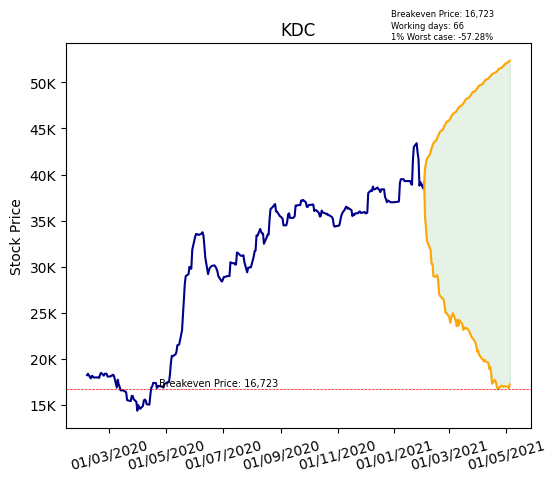 Breakeven Price: 16,723
Working days: 66
1% Worst case: -57.28%
KDC
Stock Price
50K
45K
40K
35K
30K
25K
20K
15K
Breakeven Price: 16,723
01/03/2020
01/05/2020
01/07/2020
01/09/2020
01/11/2020
01/01/2021
01/03/2021
01/05/2021